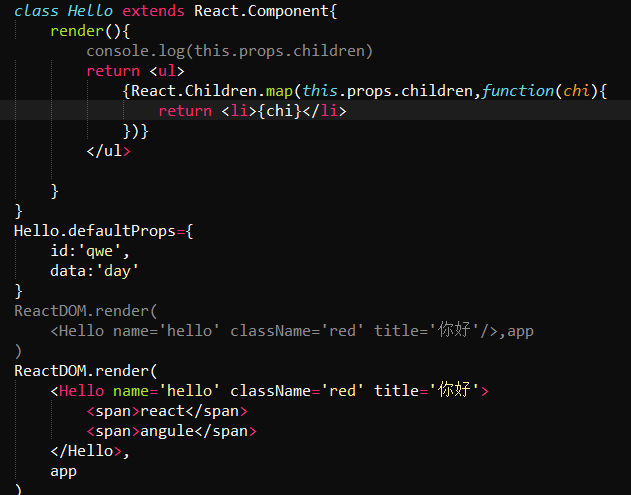 class Hello extends React.Component{
    render(){
        console.log(this.props.children)
        return <ul>
            {React.Children.map(this.props.children,function(chi){
                return <li>{chi}</li>
            })}
        </ul>
    }
}
Hello.defaultProps={
    id:'qwe',
    data:'day'
}
ReactDOM.render(
    <Hello name='hello' className='red' title='你好'/>,app
)
ReactDOM.render(
    <Hello name='hello' className='red' title='你好'>
        <span>react</span>
        <span>angule</span>
    </Hello>,
    app
)